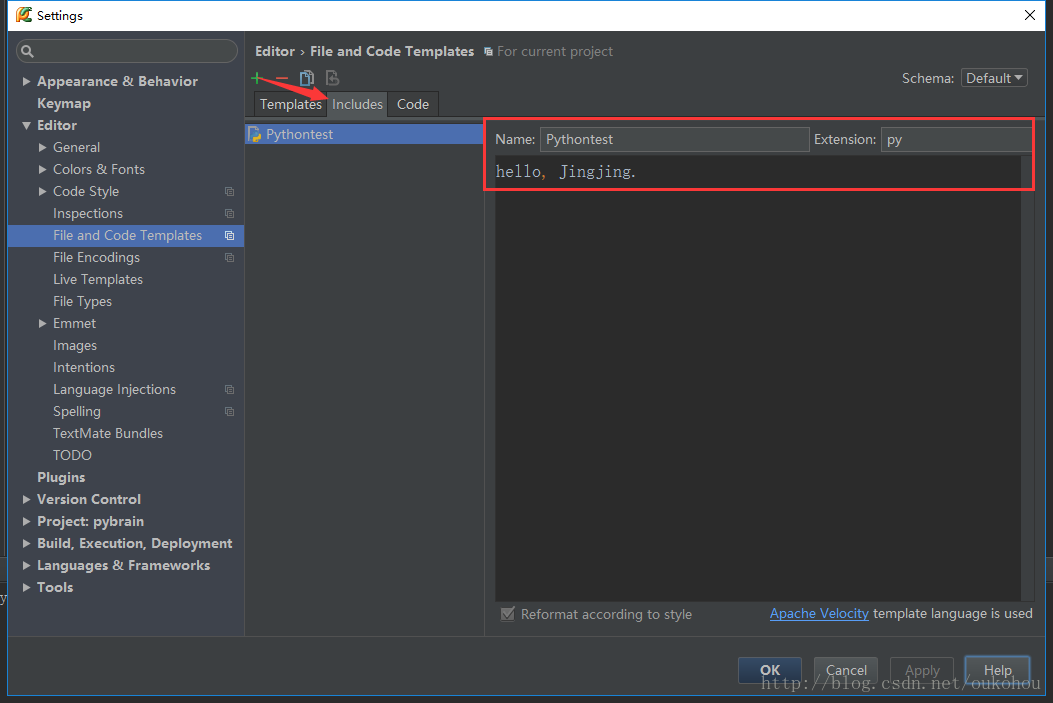 Settings
Editor › File and Code Templates For current project
Schema: Default
Templates Includes Code
Appearance & Behavior
Keymap
Editor
General
Colors & Fonts
Code Style
Inspections
File and Code Templates
File Encodings
Live Templates
File Types
Emmet
Images
Intentions
Language Injections
Spelling
TextMate Bundles
TODO
Plugins
Version Control
Project: pybrain
Build, Execution, Deployment
Languages & Frameworks
Tools
Pythontest
Name: Pythontest Extension: py
hello, Jingjing.
Reformat according to style Apache Velocity template language is used
OK Cancel Apply Help
http://blog.csdn.net/oukohou
y